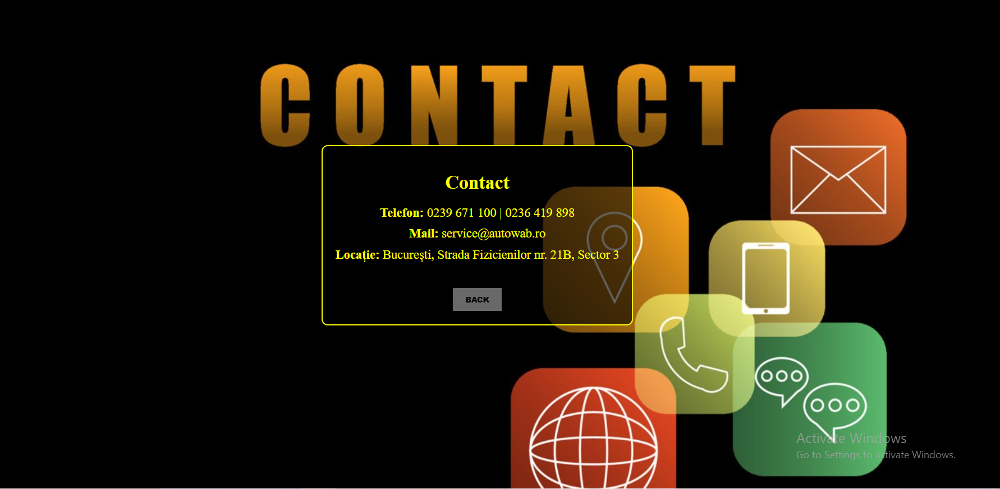 CONTACT
Contact
Telefon: 0239 671 100 | 0236 419 898
Mail: service@autowab.ro
Locație: București, Strada Fizicienilor nr. 21B, Sector 3
BACK
Activate Windows
Go to Settings to activate Windows.